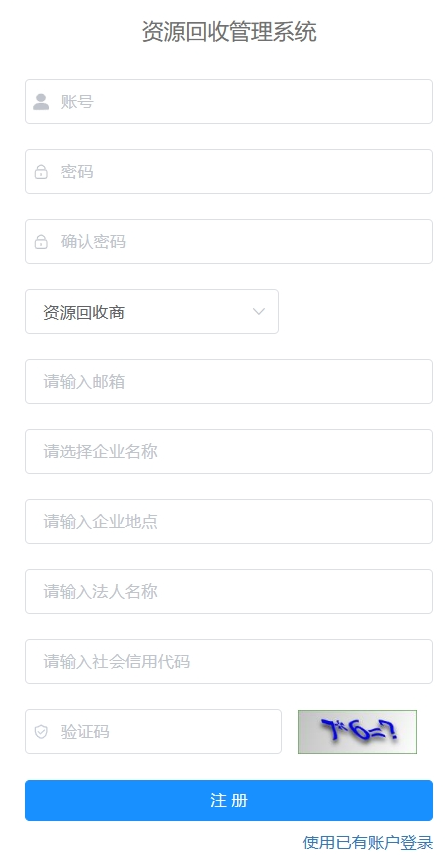 资源回收管理系统
账号
密码
确认密码
资源回收商
请输入邮箱
请选择企业名称
请输入企业地点
请输入法人名称
请输入社会信用代码
验证码
7*6=?
注 册
使用已有账户登录